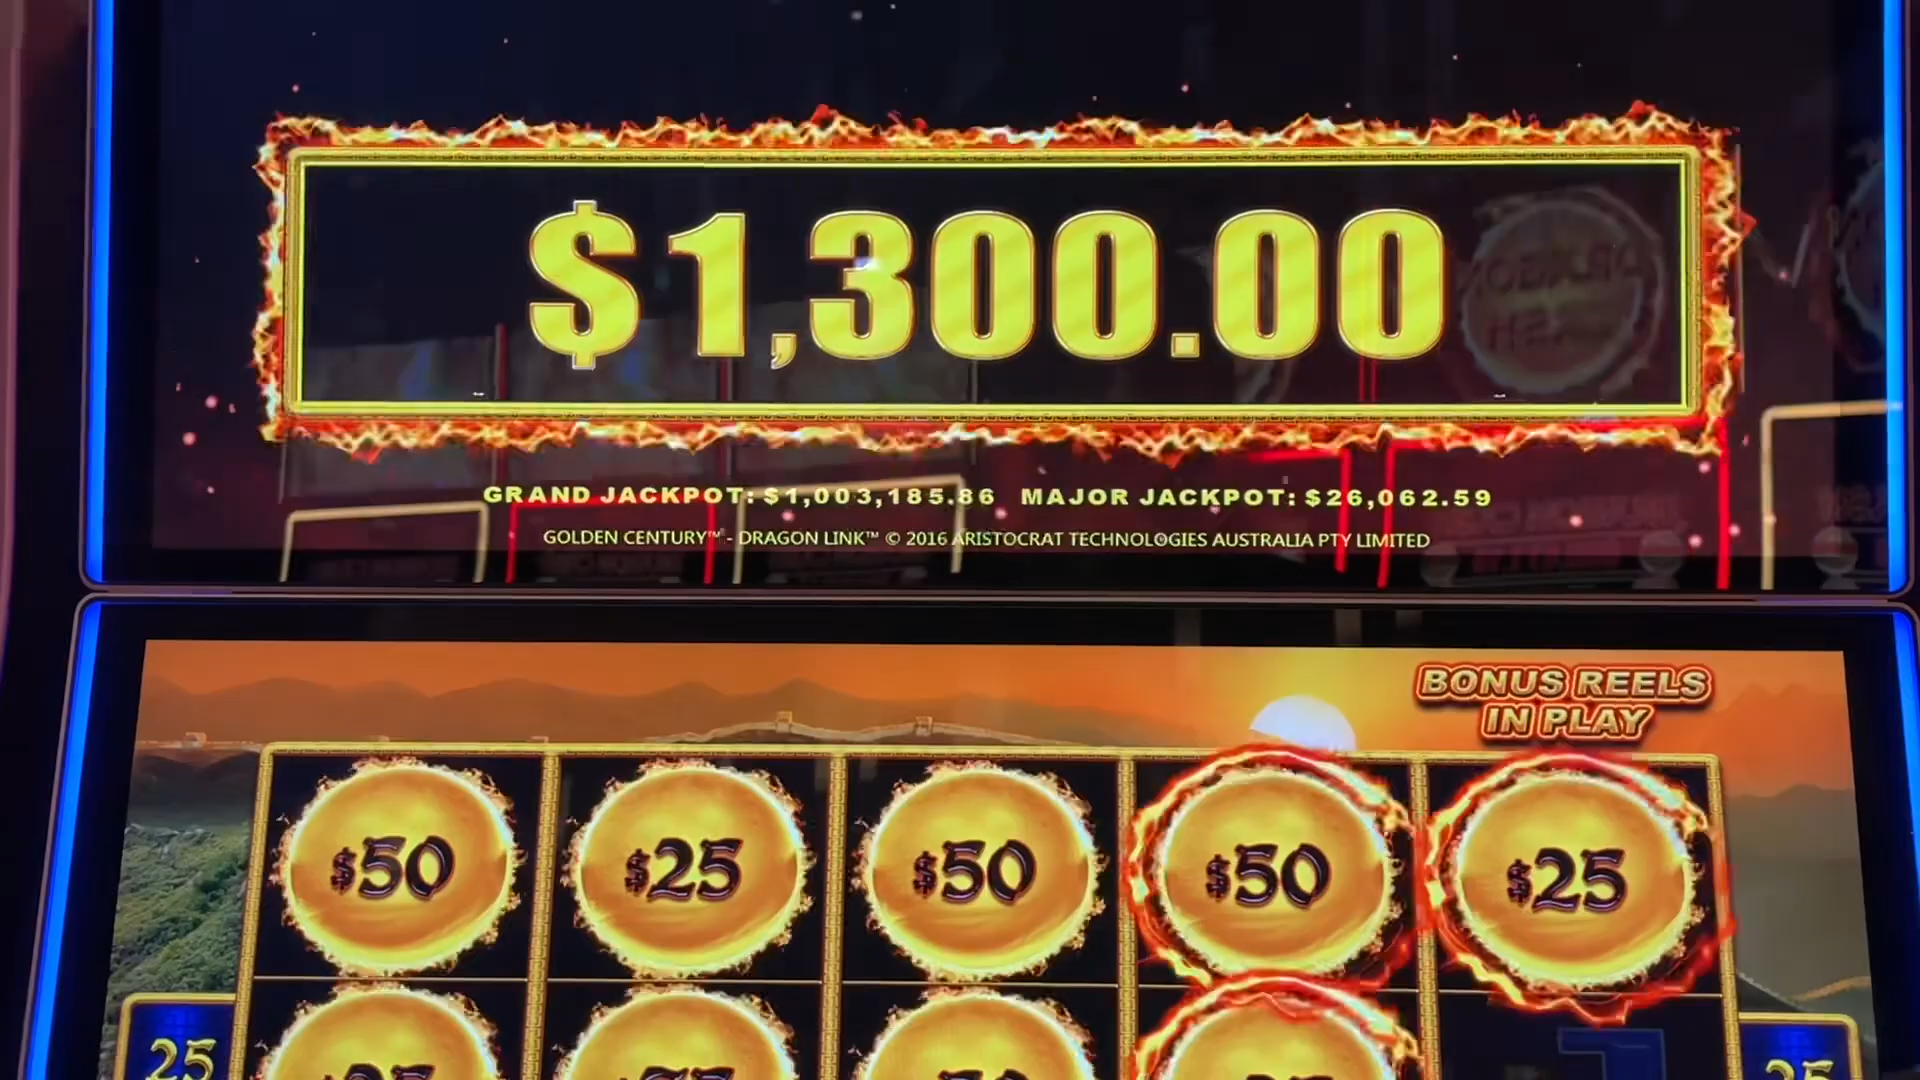 $1,300.00
GRAND JACKPOT: $1,003,185.86 MAJOR JACKPOT: $26,062.59
GOLDEN CENTURY™ - DRAGON LINK™ © 2016 ARISTOCRAT TECHNOLOGIES AUSTRALIA PTY LIMITED
BONUS REELS
IN PLAY
$50 $25 $50 $50 $25
25 25